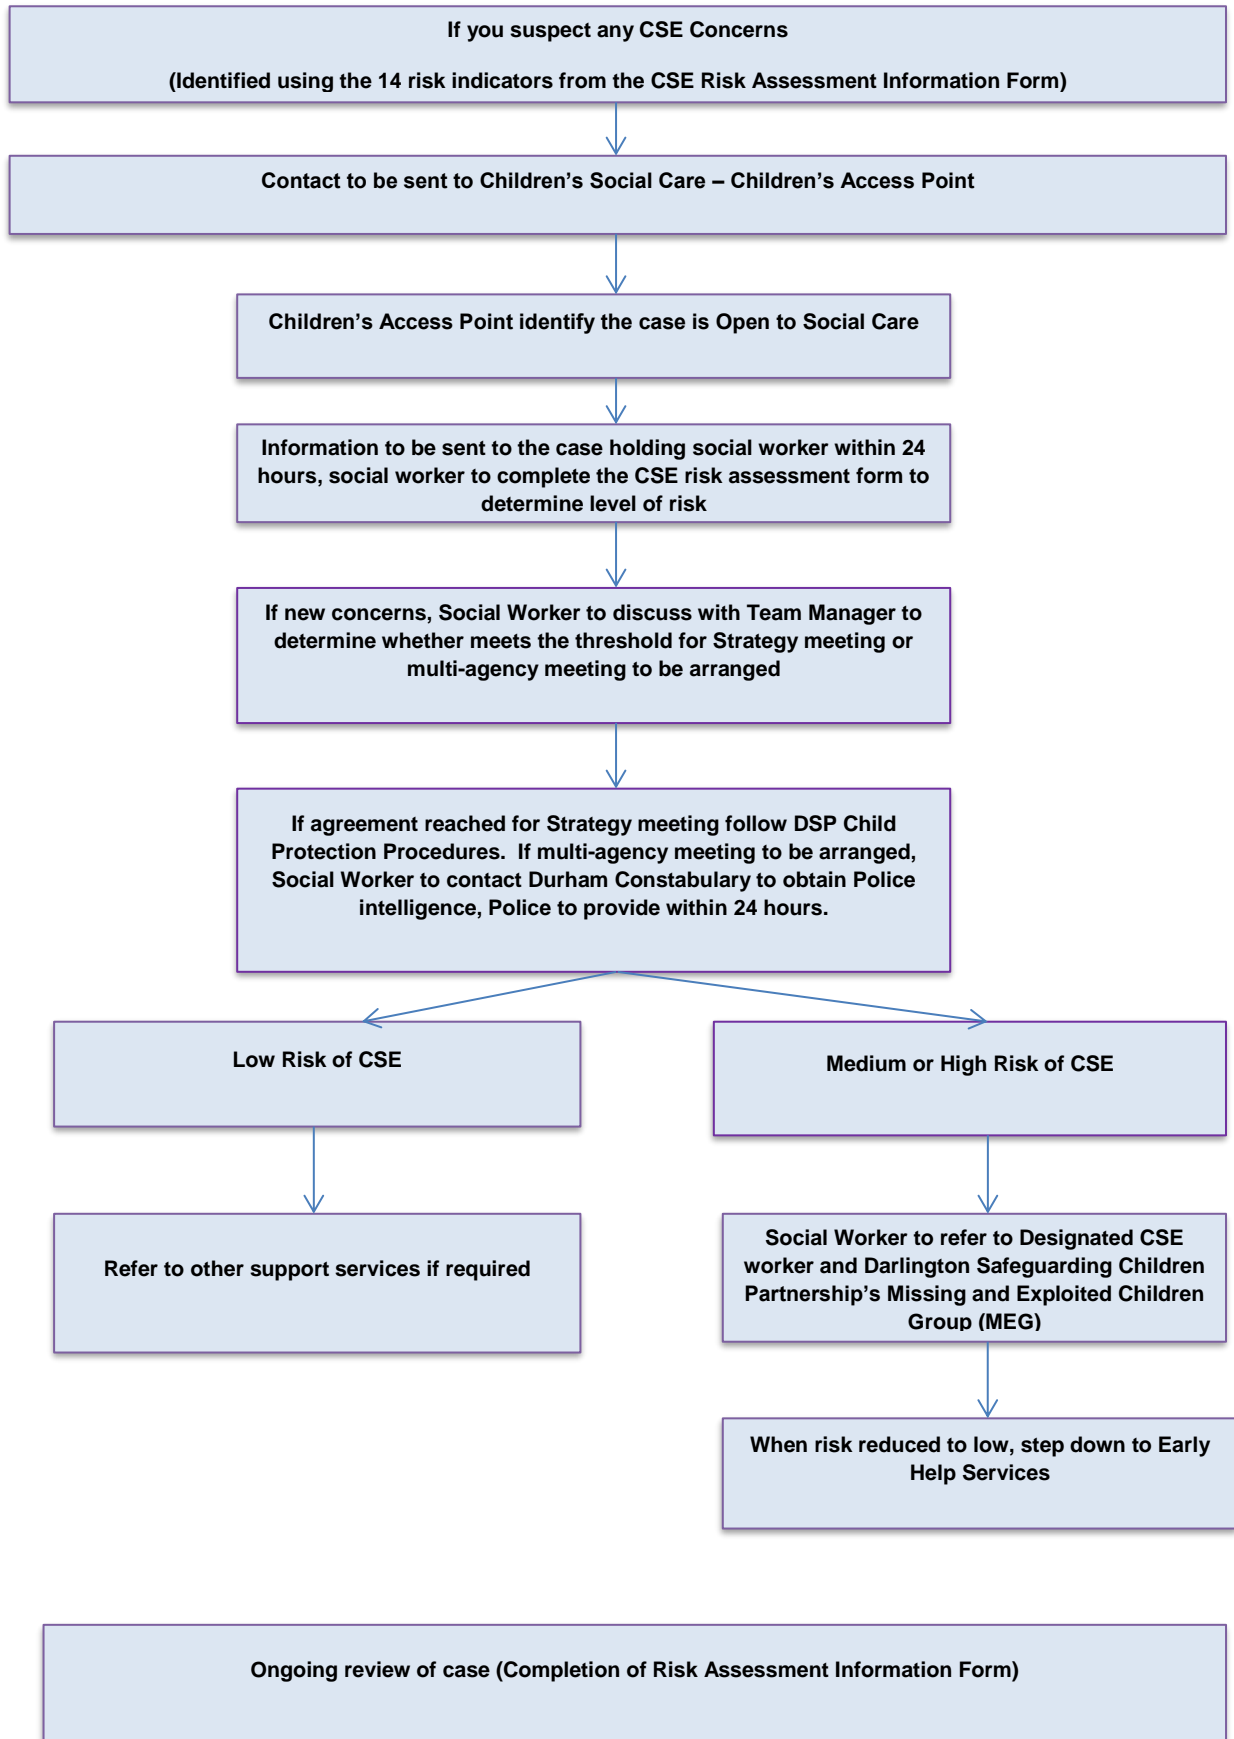 If you suspect any CSE Concerns
(Identified using the 14 risk indicators from the CSE Risk Assessment Information Form)
Contact to be sent to Children's Social Care – Children's Access Point
Children's Access Point identify the case is Open to Social Care
Information to be sent to the case holding social worker within 24
hours, social worker to complete the CSE risk assessment form to
determine level of risk
If new concerns, Social Worker to discuss with Team Manager to
determine whether meets the threshold for Strategy meeting or
multi-agency meeting to be arranged
If agreement reached for Strategy meeting follow DSP Child
Protection Procedures.  If multi-agency meeting to be arranged,
Social Worker to contact Durham Constabulary to obtain Police
intelligence, Police to provide within 24 hours.
Low Risk of CSE
Medium or High Risk of CSE
Refer to other support services if required
Social Worker to refer to Designated CSE
worker and Darlington Safeguarding Children
Partnership's Missing and Exploited Children
Group (MEG)
When risk reduced to low, step down to Early
Help Services
Ongoing review of case (Completion of Risk Assessment Information Form)